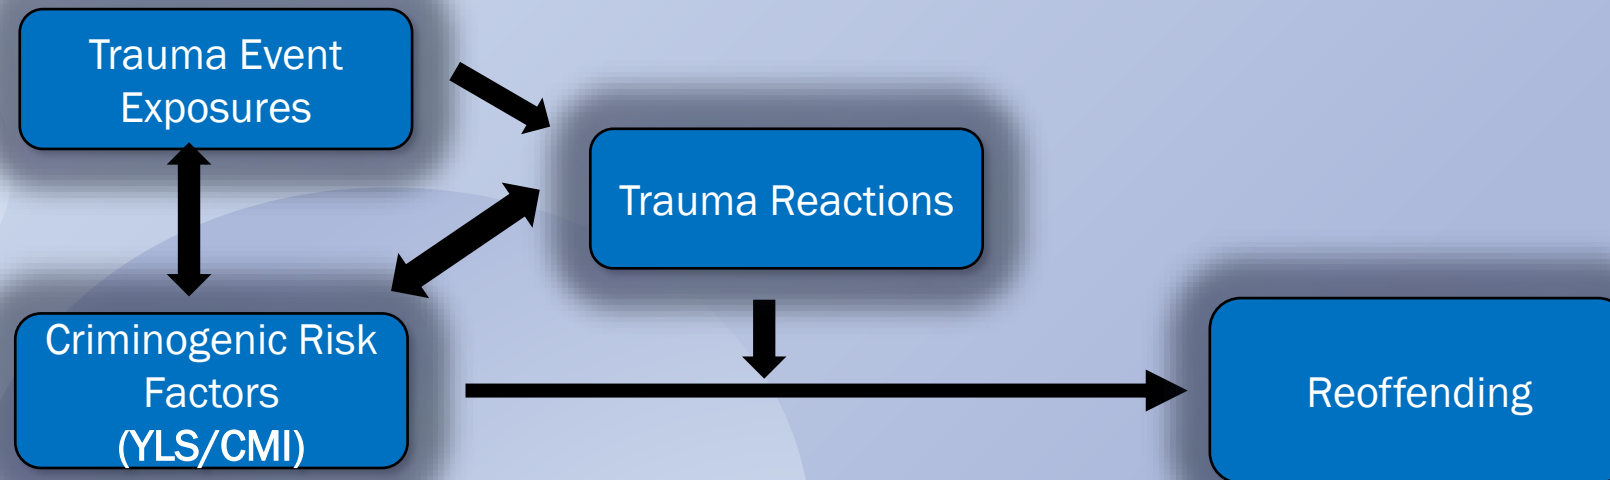 Trauma Event
Exposures
Trauma Reactions
Criminogenic Risk
Factors
(YLS/CMI)
Reoffending